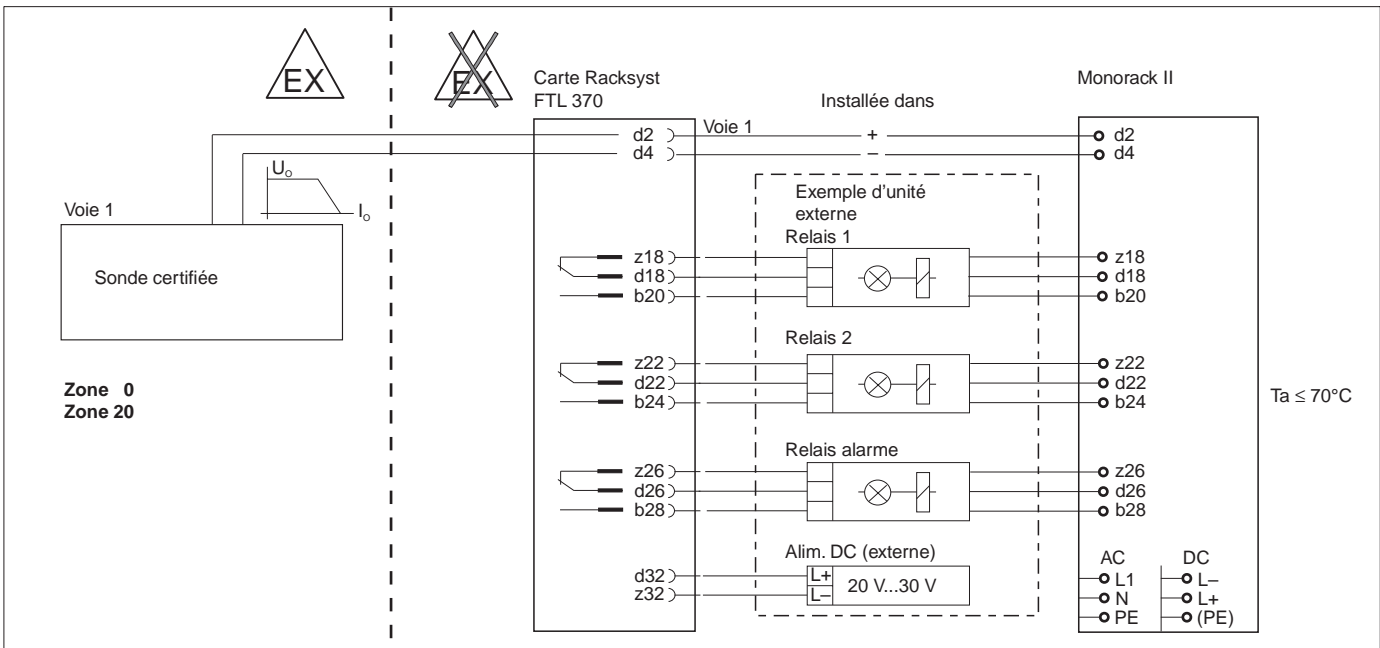 EX
EX
Carte Racksyst
FTL 370
Installée dans
Monorack II
Voie 1
d2
+
d2
d4
–
d4
Uo
Io
Voie 1
Sonde certifiée
Zone 0
Zone 20
Exemple d'unité
externe
Relais 1
z18
d18
b20
z18
d18
b20
Relais 2
z22
d22
b24
z22
d22
b24
Ta ≤ 70°C
Relais alarme
z26
d26
b28
z26
d26
b28
Alim. DC (externe)
d32
z32
L+
L–
20 V...30 V
AC
DC
L1
L–
N
L+
PE
(PE)